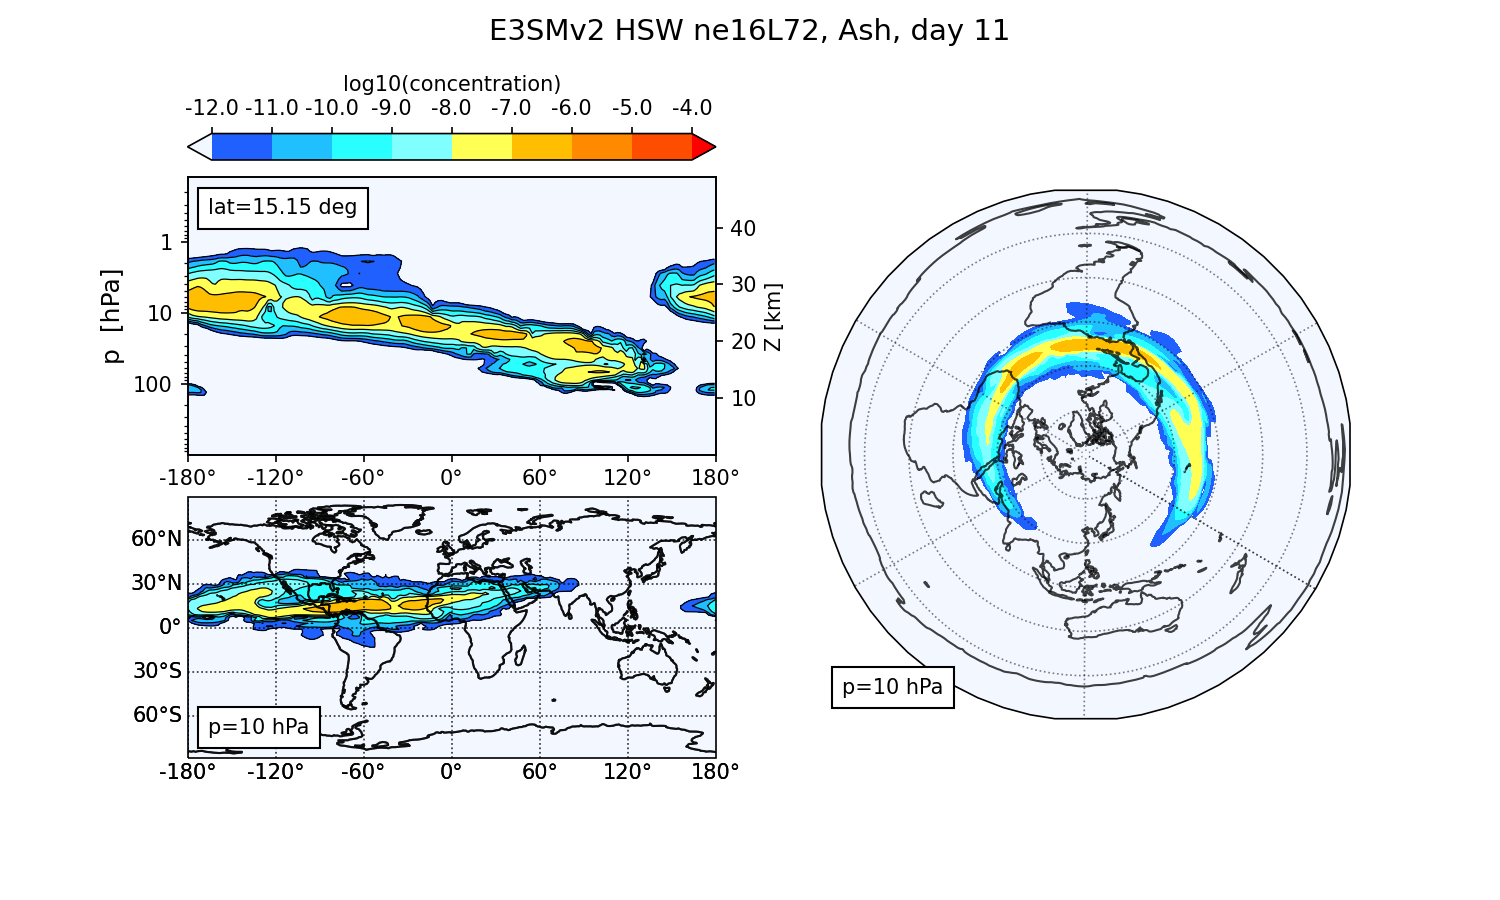 E3SMv2 HSW ne16L72, Ash, day 11
log10(concentration)
-12.0 -11.0 -10.0 -9.0 -8.0 -7.0 -6.0 -5.0 -4.0
lat=15.15 deg
1
10
100
p [hPa]
40
30
20
10
Z [km]
-180° -120° -60° 0° 60° 120° 180°
60°N
30°N
0°
30°S
60°S
p=10 hPa
-180° -120° -60° 0° 60° 120° 180°
p=10 hPa